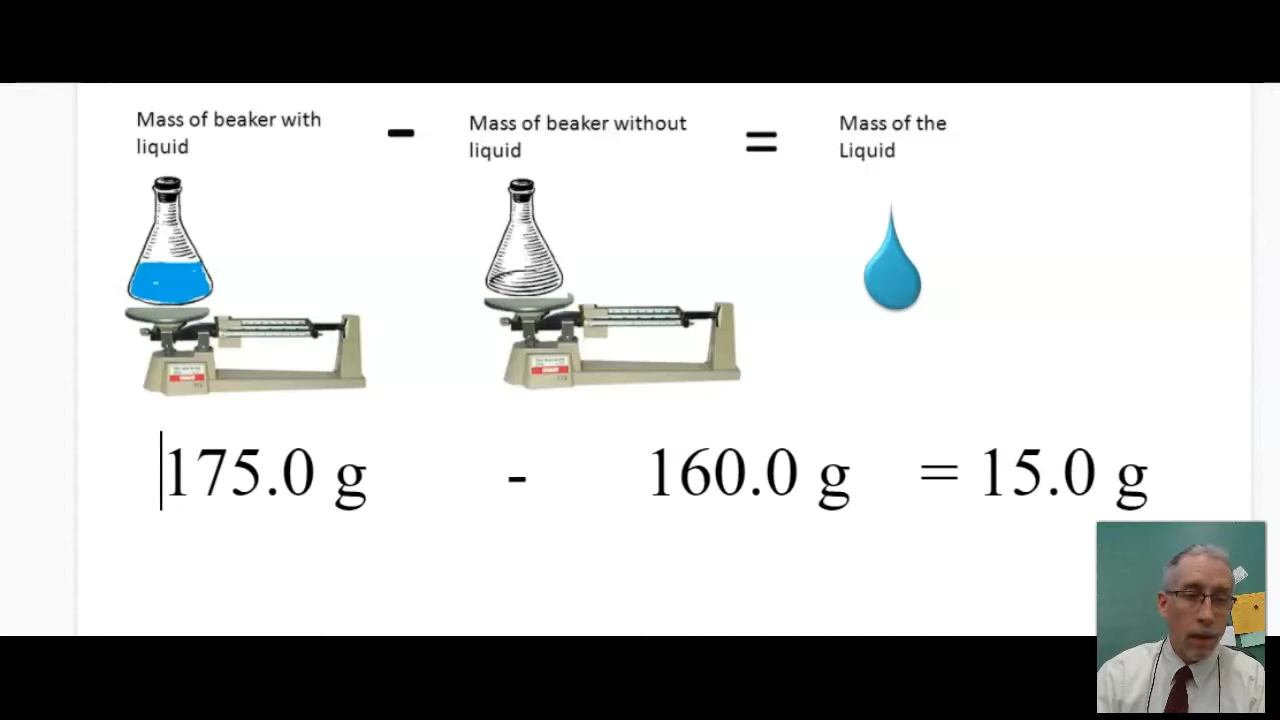 Mass of beaker with
liquid
-
Mass of beaker without
liquid
=
Mass of the
Liquid
175.0 g - 160.0 g = 15.0 g